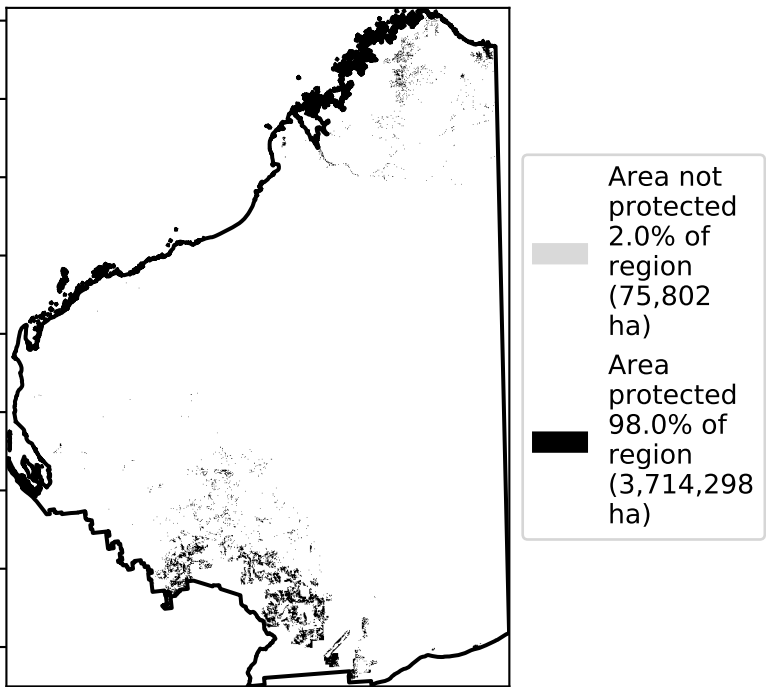 Area not
protected
2.0% of
region
(75,802
ha)
Area
protected
98.0% of
region
(3,714,298
ha)